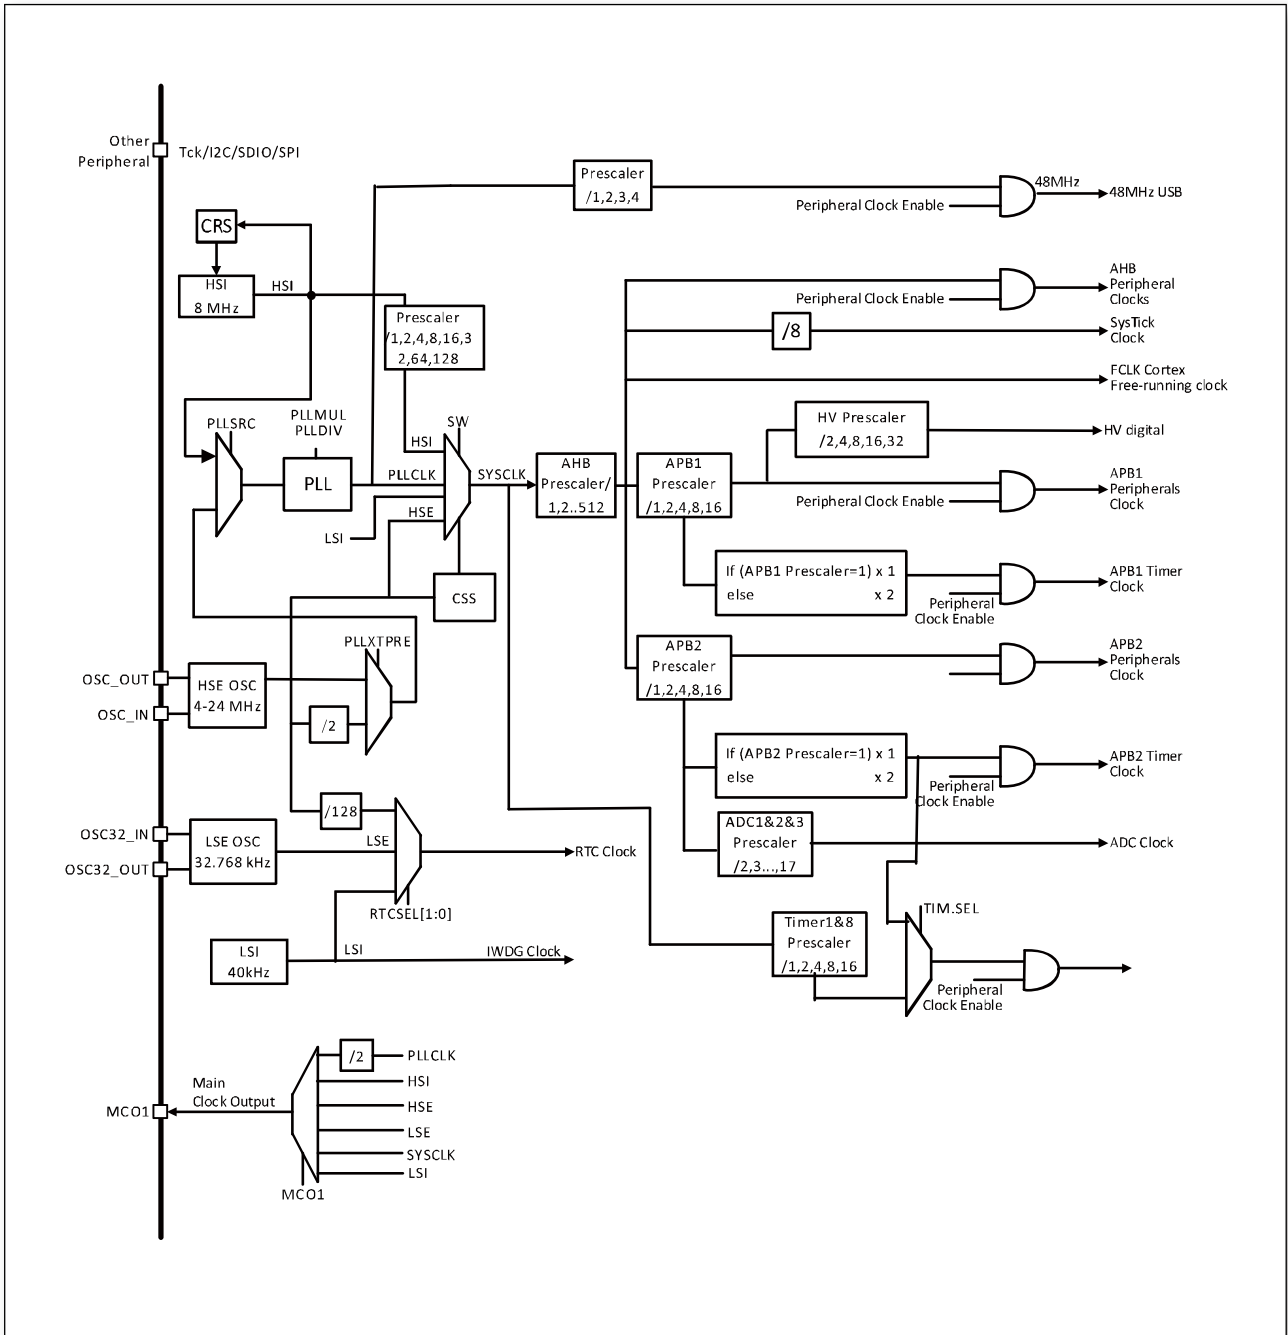 Other
Peripheral
Tck/I2C/SDIO/SPI
Prescaler
/1,2,3,4
48MHz
48MHz USB
Peripheral Clock Enable
CRS
HSI
8 MHz
HSI
Prescaler
/1,2,4,8,16,3
2,64,128
AHB
Peripheral
Clocks
Peripheral Clock Enable
/8
SysTick
Clock
FCLK Cortex
Free-running clock
HV Prescaler
/2,4,8,16,32
HV digital
PLLSRC
PLLMUL
PLLDIV
PLL
SW
HSI
PLLCLK
HSE
LSI
SYSCLK
AHB
Prescaler/
1,2..512
APB1
Prescaler
/1,2,4,8,16
Peripheral Clock Enable
APB1
Peripherals
Clock
If (APB1 Prescaler=1) x 1
else x 2
Peripheral
Clock Enable
APB1 Timer
Clock
CSS
PLLXTPRE
OSC_OUT
OSC_IN
HSE OSC
4-24 MHz
/2
APB2
Prescaler
/1,2,4,8,16
APB2
Peripherals
Clock
If (APB2 Prescaler=1) x 1
else x 2
Peripheral
Clock Enable
APB2 Timer
Clock
/128
OSC32_IN
OSC32_OUT
LSE OSC
32.768 kHz
LSE
RTC Clock
RTCSEL[1:0]
ADC1&2&3
Prescaler
/2,3...,17
ADC Clock
LSI
40kHz
LSI
IWDG Clock
Timer1&8
Prescaler
/1,2,4,8,16
TIM.SEL
Peripheral
Clock Enable
MCO1
Main
Clock Output
/2
PLLCLK
HSI
HSE
LSE
SYSCLK
LSI
MCO1